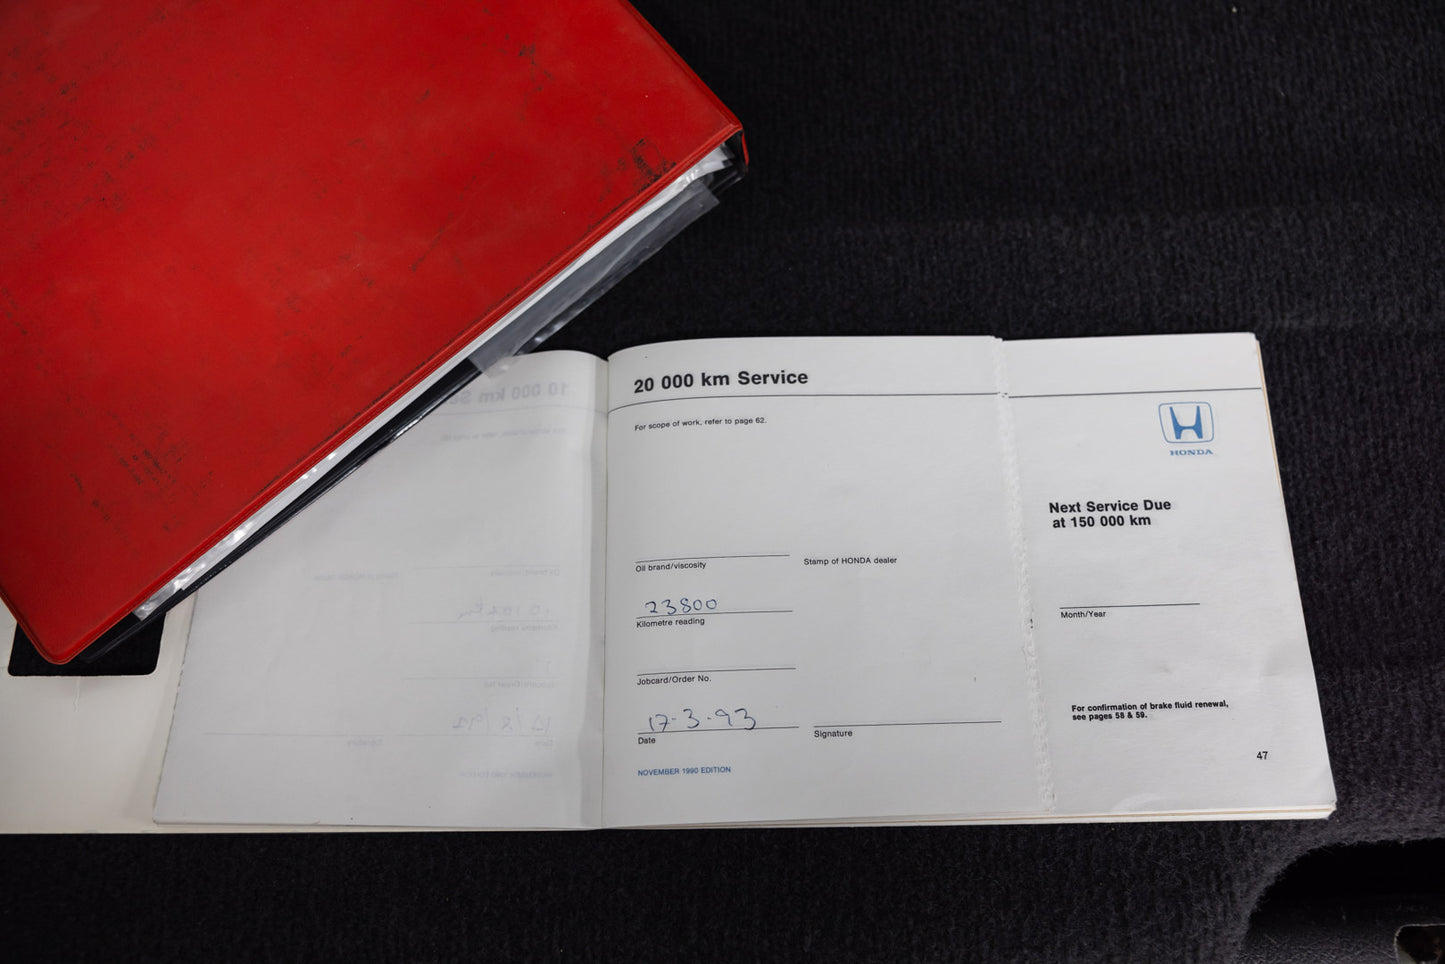 20 000 km Service
For scope of work, refer to page 62.
Oil brand/viscosity
Stamp of HONDA dealer
23800
Kilometre reading
Jobcard/Order No.
17-3-93
Date
Signature
NOVEMBER 1990 EDITION
HONDA
Next Service Due
at 150 000 km
Month/Year
For confirmation of brake fluid renewal,
see pages 58 & 59.
47